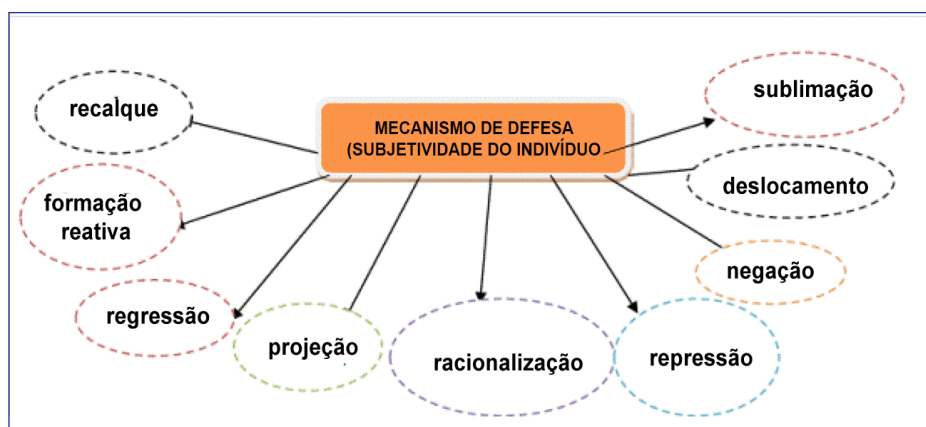 MECANISMO DE DEFESA
(SUBJETIVIDADE DO INDIVÍDUO
recalque
formação
reativa
regressão
projeção
racionalização
repressão
negação
deslocamento
sublimação